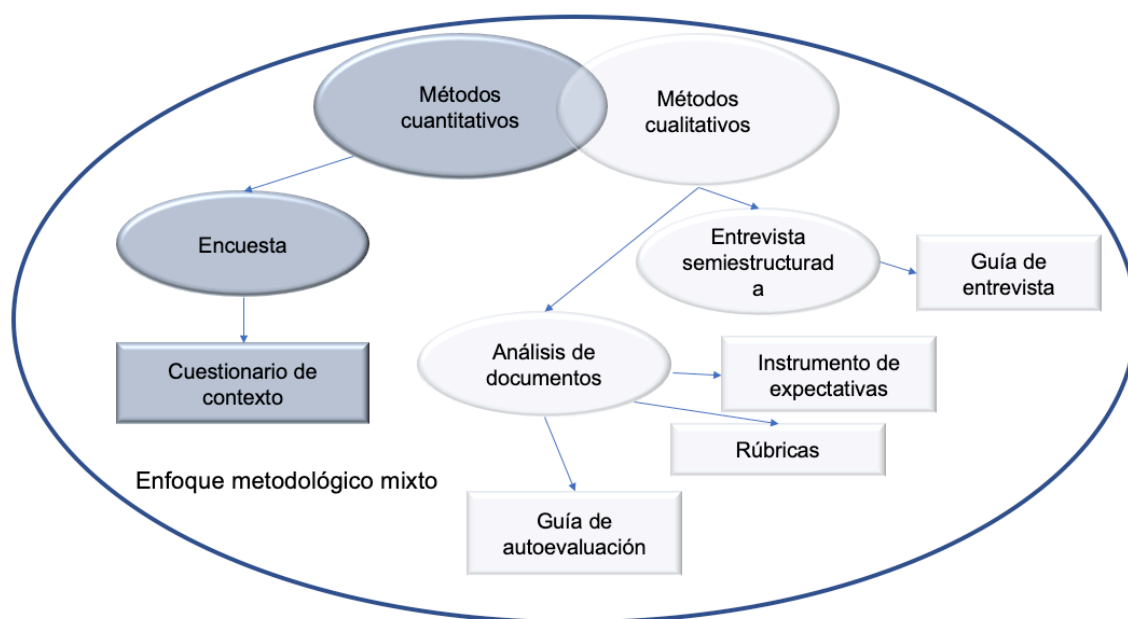 Métodos
cuantitativos
Métodos
cualitativos
Encuesta
Entrevista
semiestructurad
a
Guía de
entrevista
Cuestionario de
contexto
Análisis de
documentos
Instrumento de
expectativas
Rúbricas
Enfoque metodológico mixto
Guía de
autoevaluación